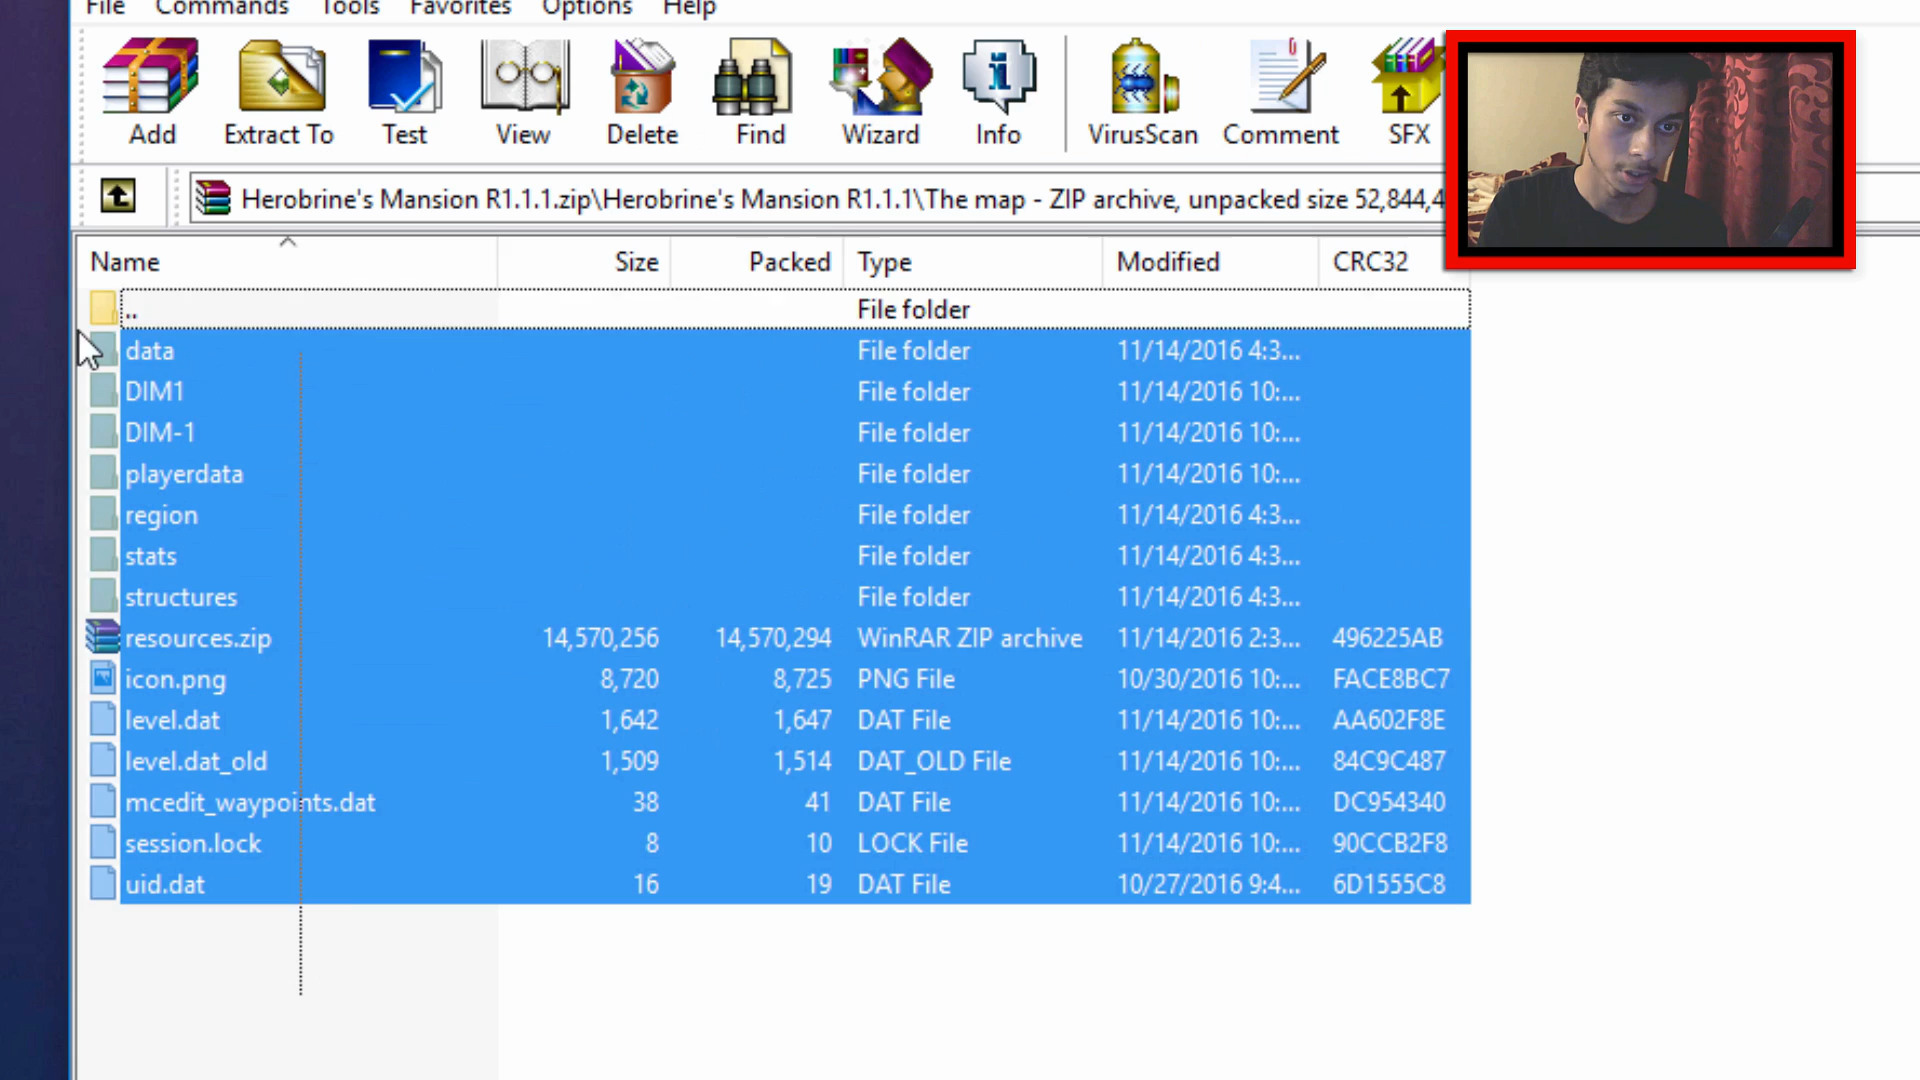 File Commands Tools Favorites Options Help
Add Extract To Test View Delete Find Wizard Info VirusScan Comment SFX
Herobrine's Mansion R1.1.1.zip\Herobrine's Mansion R1.1.1\The map - ZIP archive, unpacked size 52,844,4
Name Size Packed Type Modified CRC32
.. File folder
data File folder 11/14/2016 4:3...
DIM1 File folder 11/14/2016 10:...
DIM-1 File folder 11/14/2016 10:...
playerdata File folder 11/14/2016 10:...
region File folder 11/14/2016 4:3...
stats File folder 11/14/2016 4:3...
structures File folder 11/14/2016 4:3...
resources.zip 14,570,256 14,570,294 WinRAR ZIP archive 11/14/2016 2:3... 496225AB
icon.png 8,720 8,725 PNG File 10/30/2016 10:... FACE8BC7
level.dat 1,642 1,647 DAT File 11/14/2016 10:... AA602F8E
level.dat_old 1,509 1,514 DAT_OLD File 11/14/2016 10:... 84C9C487
mcedit_waypoints.dat 38 41 DAT File 11/14/2016 10:... DC954340
session.lock 8 10 LOCK File 11/14/2016 10:... 90CCB2F8
uid.dat 16 19 DAT File 10/27/2016 9:4... 6D1555C8